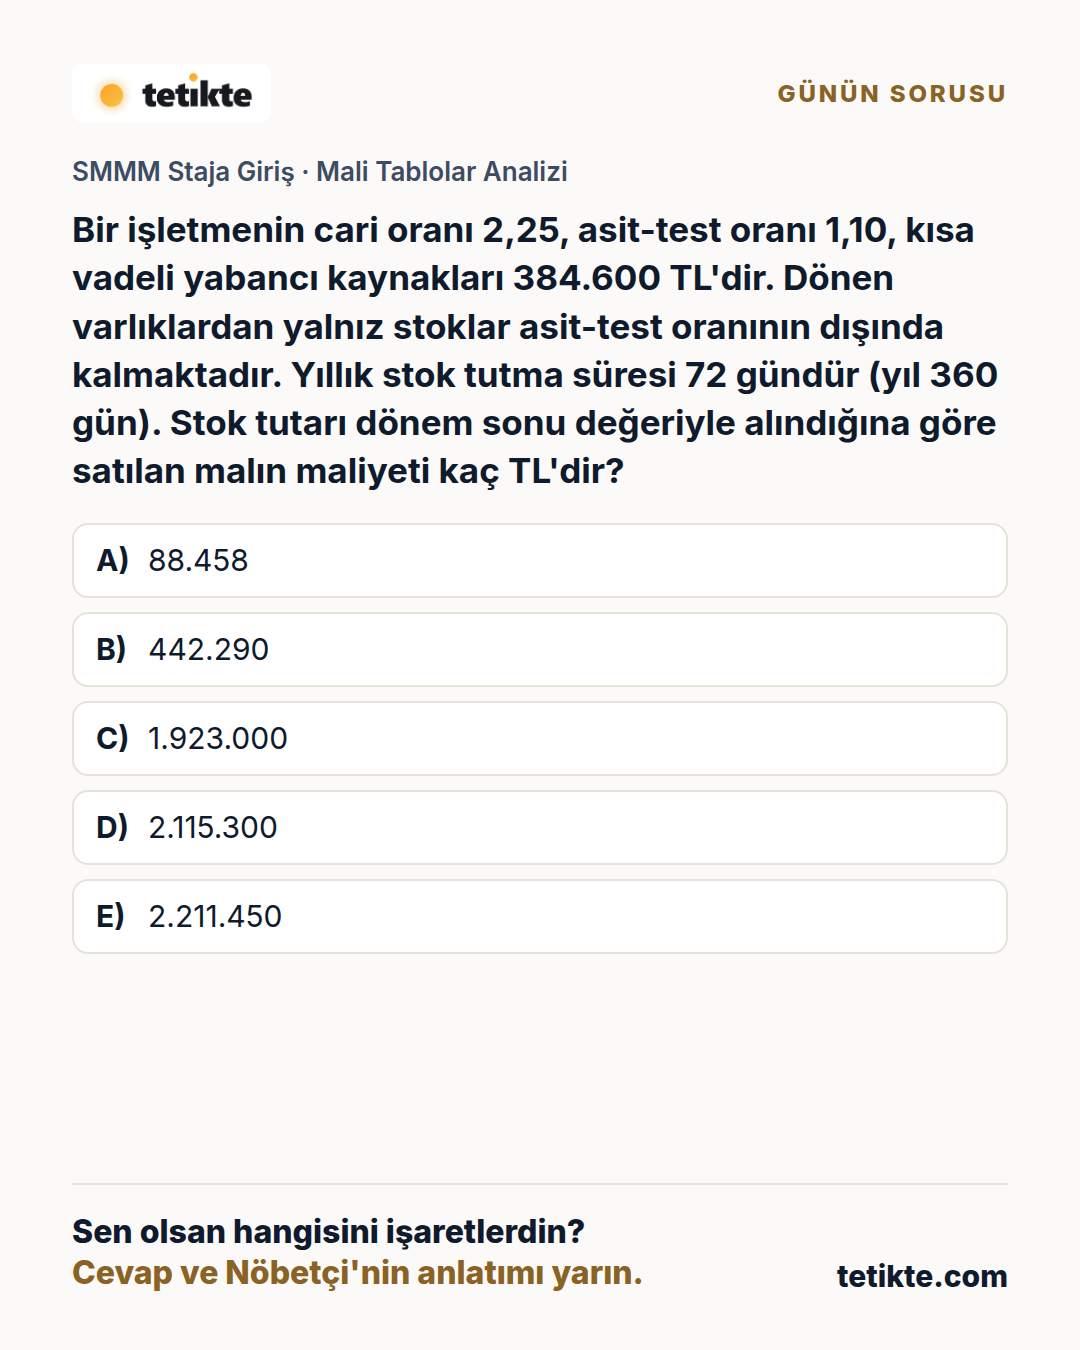 tetikte
GÜNÜN SORUSU
SMMM Staja Giriş · Mali Tablolar Analizi
Bir işletmenin cari oranı 2,25, asit-test oranı 1,10, kısa
vadeli yabancı kaynakları 384.600 TL'dir. Dönen
varlıklardan yalnız stoklar asit-test oranının dışında
kalmaktadır. Yıllık stok tutma süresi 72 gündür (yıl 360
gün). Stok tutarı dönem sonu değeriyle alındığına göre
satılan malın maliyeti kaç TL'dir?
A) 88.458
B) 442.290
C) 1.923.000
D) 2.115.300
E) 2.211.450
Sen olsan hangisini işaretlerdin?
Cevap ve Nöbetçi'nin anlatımı yarın.
tetikte.com